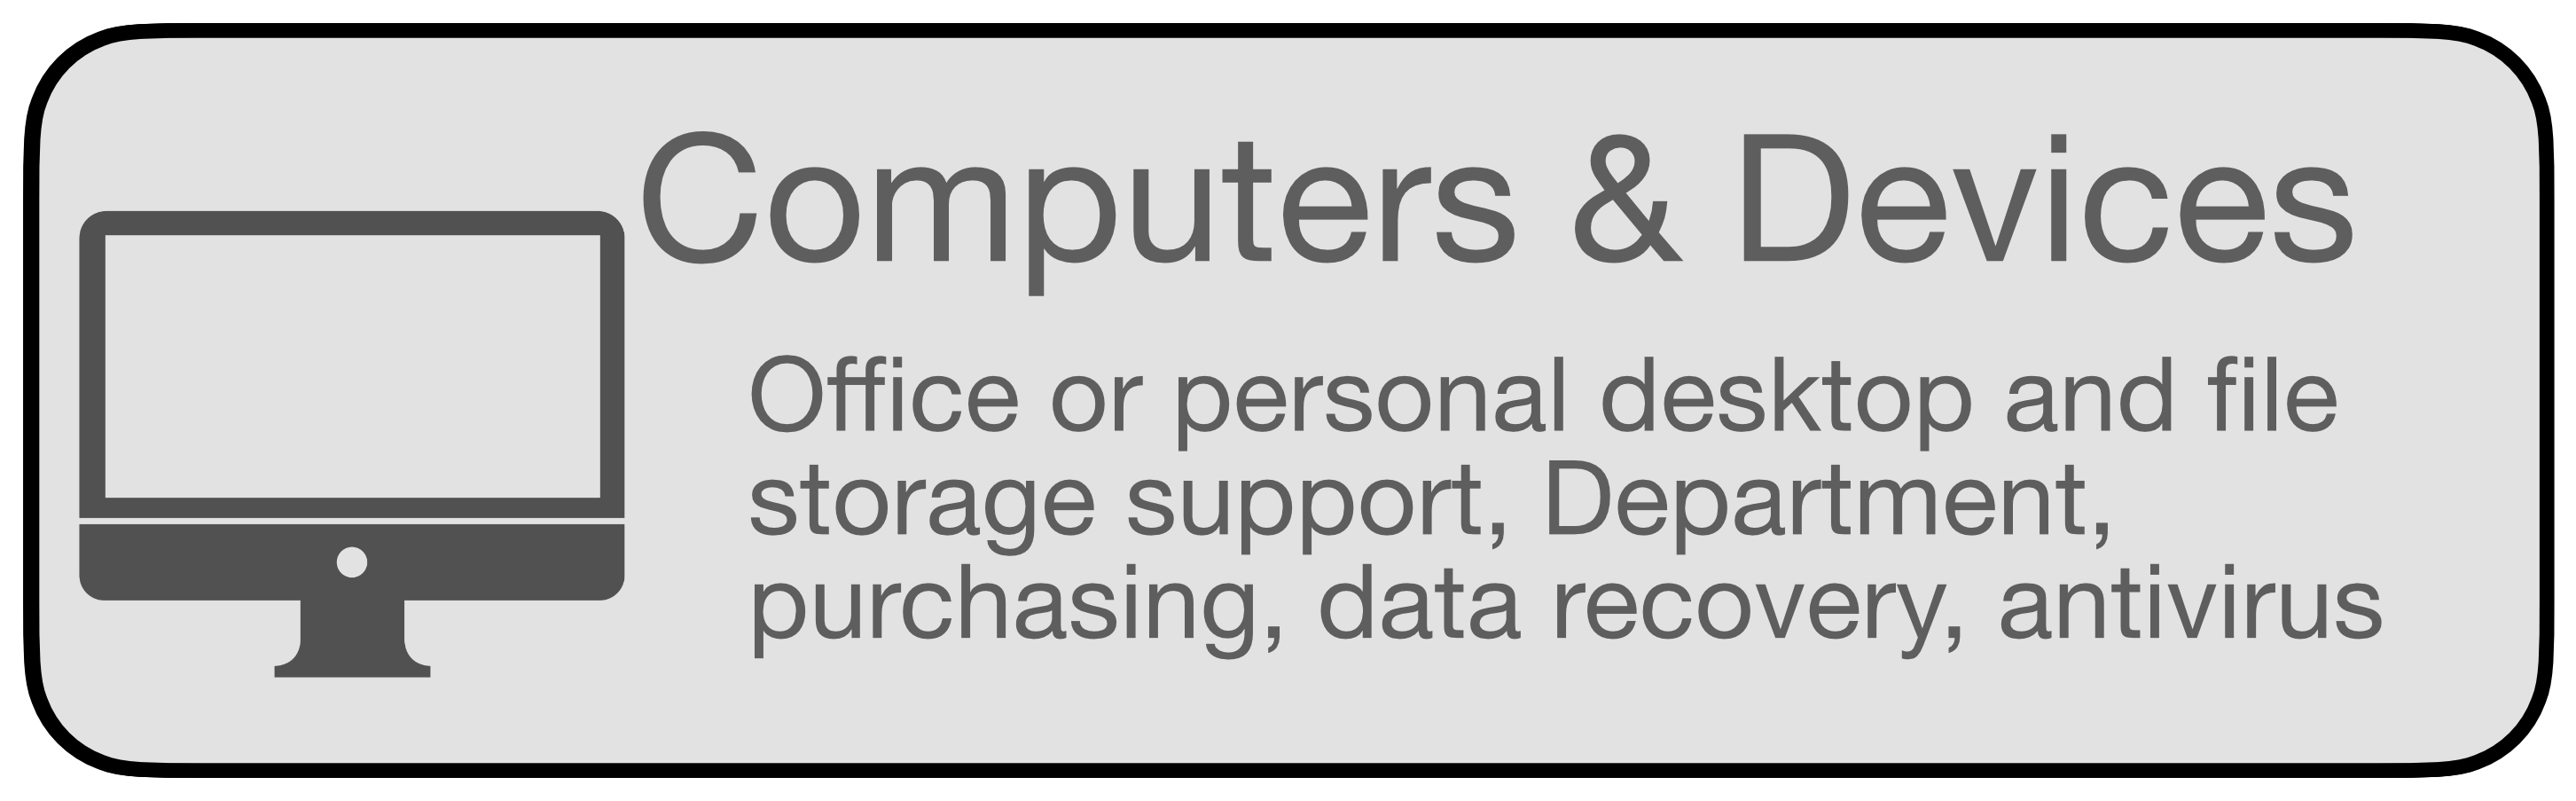 Computers & Devices
Office or personal desktop and file
storage support, Department,
purchasing, data recovery, antivirus